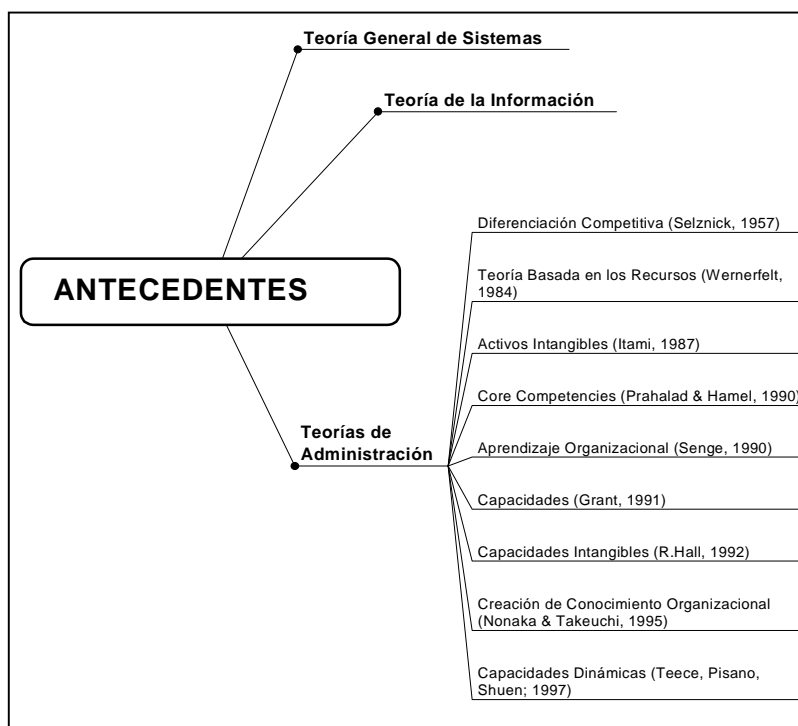 Teoría General de Sistemas
Teoría de la Información
ANTECEDENTES
Teorías de
Administración
Diferenciación Competitiva (Selznick, 1957)
Teoría Basada en los Recursos (Wernerfelt,
1984)
Activos Intangibles (Itami, 1987)
Core Competencies (Prahalad & Hamel, 1990)
Aprendizaje Organizacional (Senge, 1990)
Capacidades (Grant, 1991)
Capacidades Intangibles (R.Hall, 1992)
Creación de Conocimiento Organizacional
(Nonaka & Takeuchi, 1995)
Capacidades Dinámicas (Teece, Pisano,
Shuen; 1997)